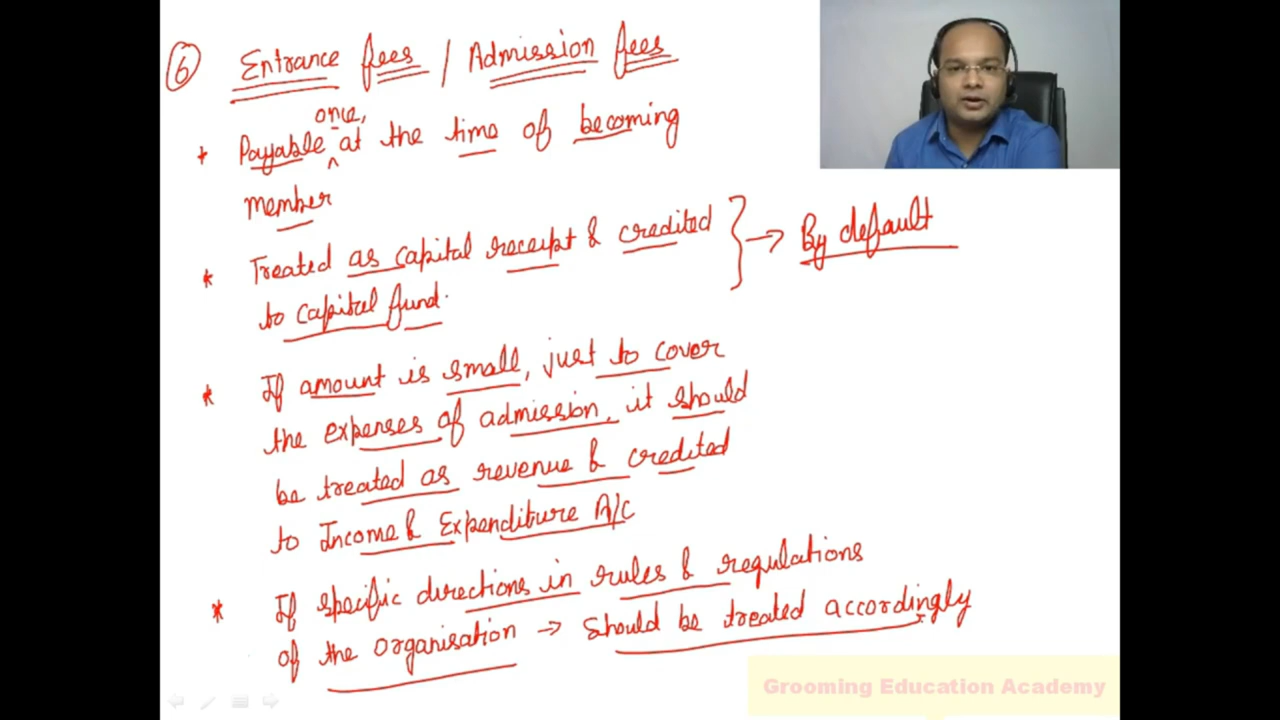 6 Entrance fees / Admission fees
once,
+ Payable ^ at the time of becoming
member
* Treated as capital receipt & credited } → By default
to capital fund.
* If amount is small, just to cover
the expenses of admission, it should
be treated as revenue & credited
to Income & Expenditure A/C
* If specific directions in rules & regulations
of the organisation → Should be treated accordingly
Grooming Education Academy